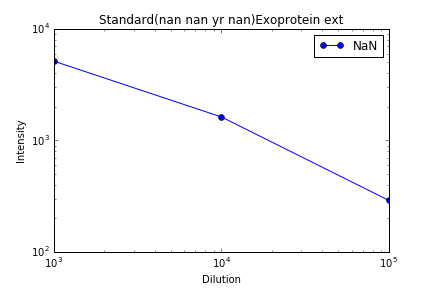 Standard(nan nan yr nan)Exoprotein ext
NaN
10^4
10^3
10^2
Intensity
10^3 10^4 10^5
Dilution